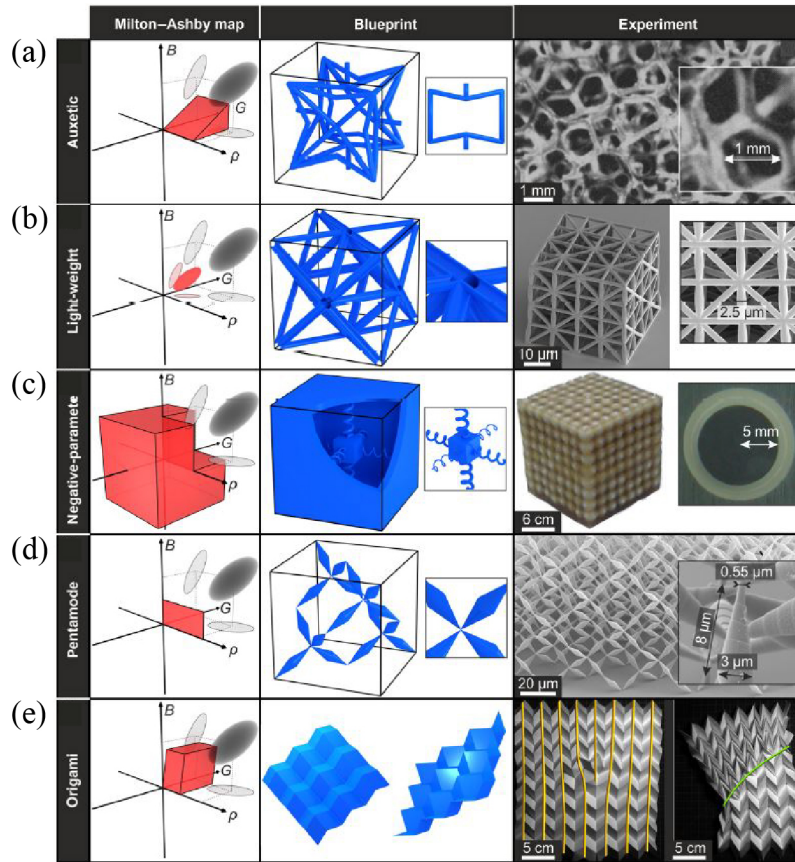 Milton–Ashby map Blueprint Experiment
(a)
Auxetic
B
G
ρ
1 mm
1 mm
(b)
Light-weight
B
G
ρ
10 μm
2.5 μm
(c)
Negative-paramete
B
G
ρ
6 cm
5 mm
(d)
Pentamode
B
G
ρ
20 μm
0.55 μm
8 μm
3 μm
(e)
Origami
B
G
ρ
5 cm
5 cm